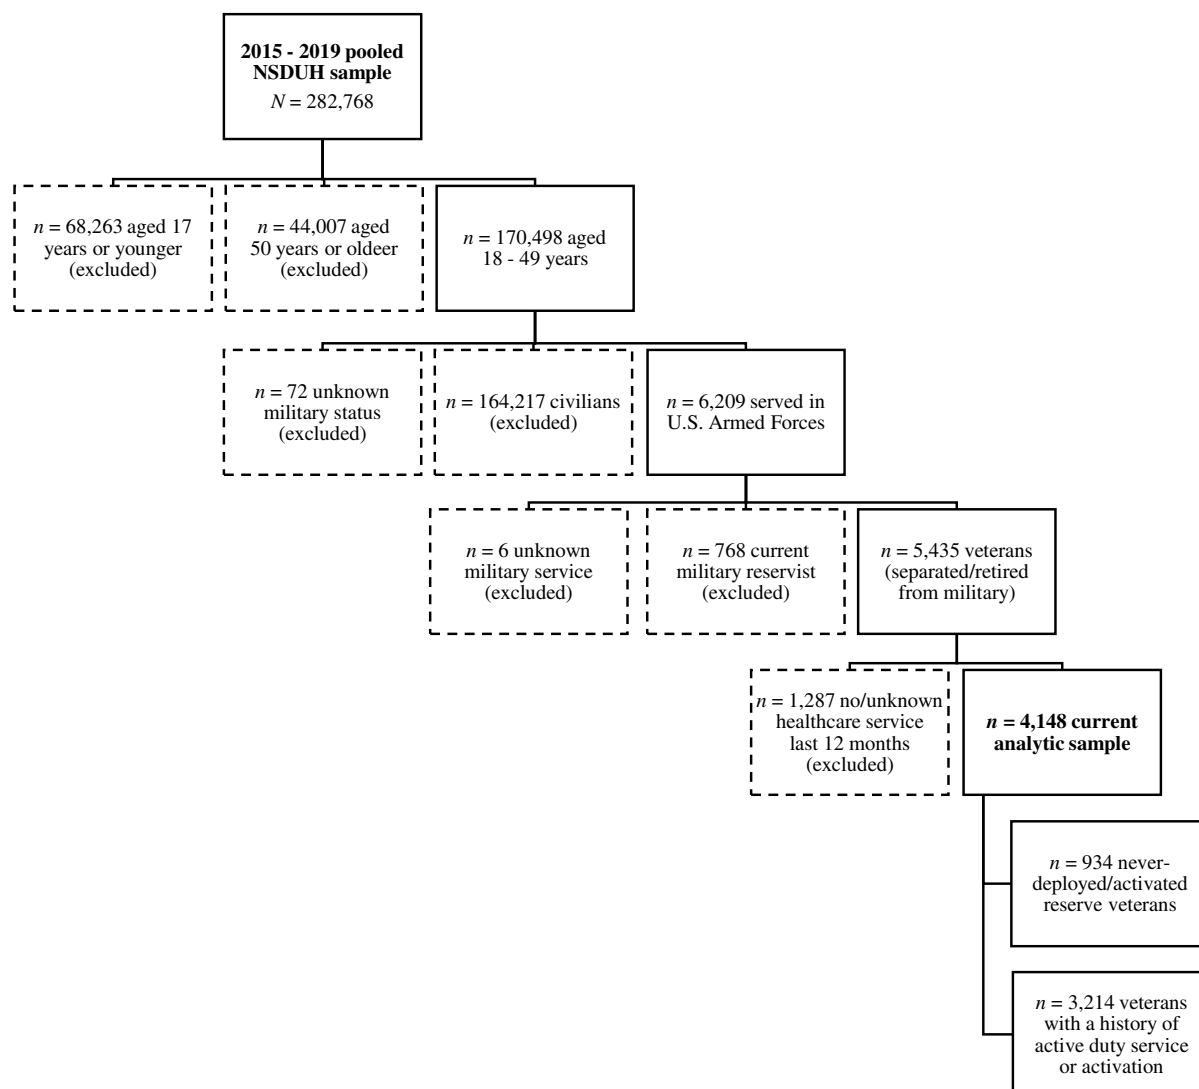 2015 - 2019 pooled
NSDUH sample
N = 282,768
n = 68,263 aged 17
years or younger
(excluded)
n = 44,007 aged
50 years or oldeer
(excluded)
n = 170,498 aged
18 - 49 years
n = 72 unknown
military status
(excluded)
n = 164,217 civilians
(excluded)
n = 6,209 served in
U.S. Armed Forces
n = 6 unknown
military service
(excluded)
n = 768 current
military reservist
(excluded)
n = 5,435 veterans
(separated/retired
from military)
n = 1,287 no/unknown
healthcare service
last 12 months
(excluded)
n = 4,148 current
analytic sample
n = 934 never-
deployed/activated
reserve veterans
n = 3,214 veterans
with a history of
active duty service
or activation